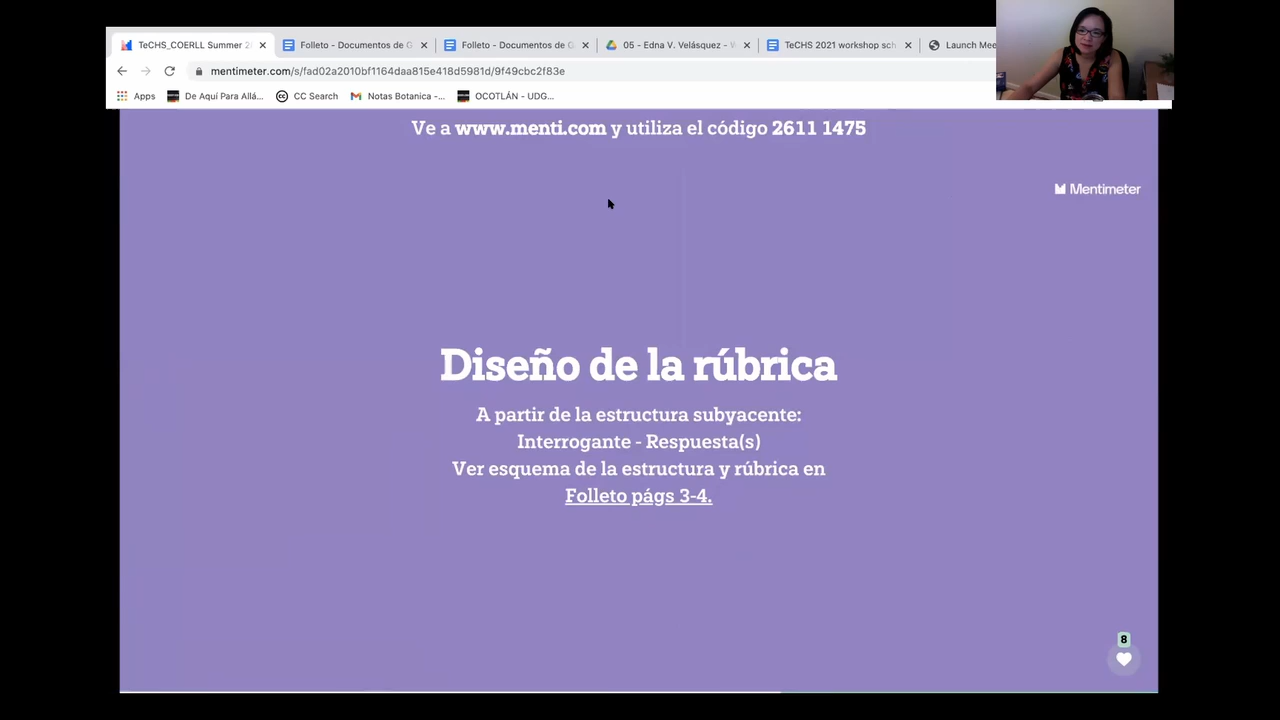 TeCHS_COERLL Summer 2
Folleto - Documentos de G
Folleto - Documentos de G
05 - Edna V. Velásquez - W
TeCHS 2021 workshop sch
Launch Mee
mentimeter.com/s/fad02a2010bf1164daa815e418d5981d/9f49cbc2f83e
Apps
De Aquí Para Allá...
CC Search
Notas Botanica -...
OCOTLÁN - UDG...
Ve a www.menti.com y utiliza el código 2611 1475
Mentimeter
Diseño de la rúbrica
A partir de la estructura subyacente:
Interrogante - Respuesta(s)
Ver esquema de la estructura y rúbrica en
Folleto págs 3-4.
8